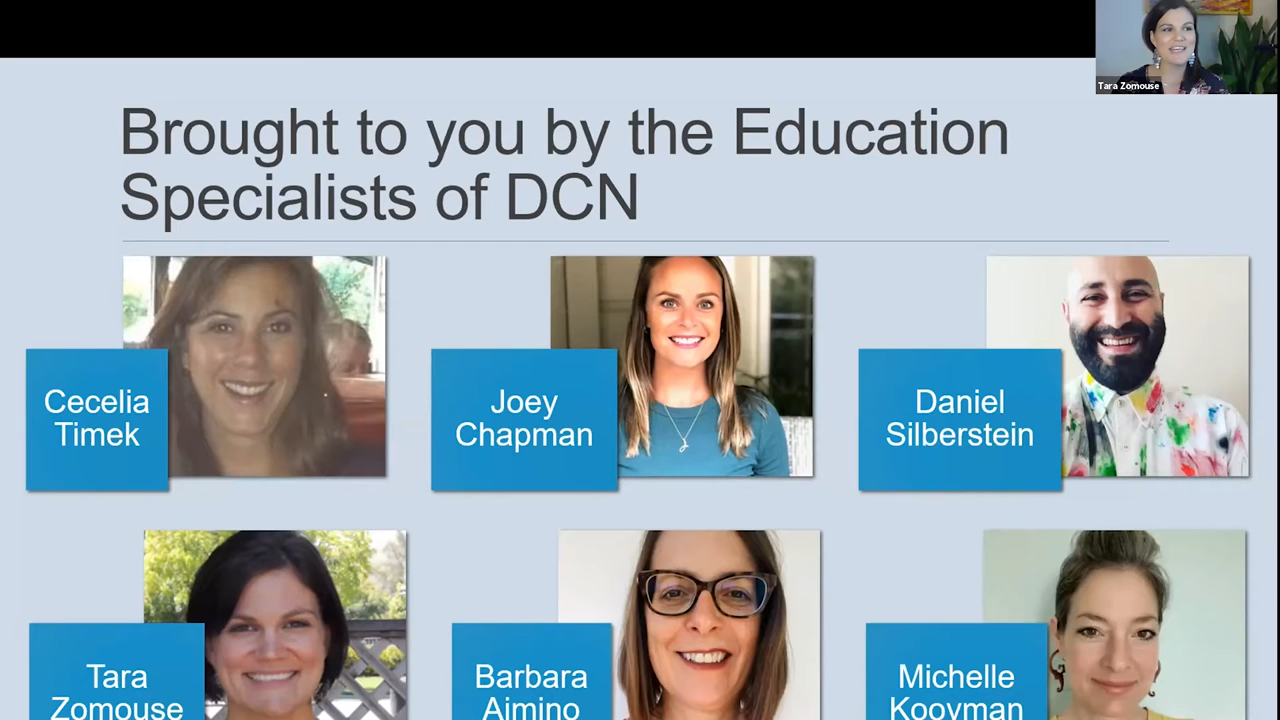 Tara Zomouse
Brought to you by the Education
Specialists of DCN
Cecelia
Timek
Joey
Chapman
Daniel
Silberstein
Tara
Zomouse
Barbara
Aimino
Michelle
Kooyman